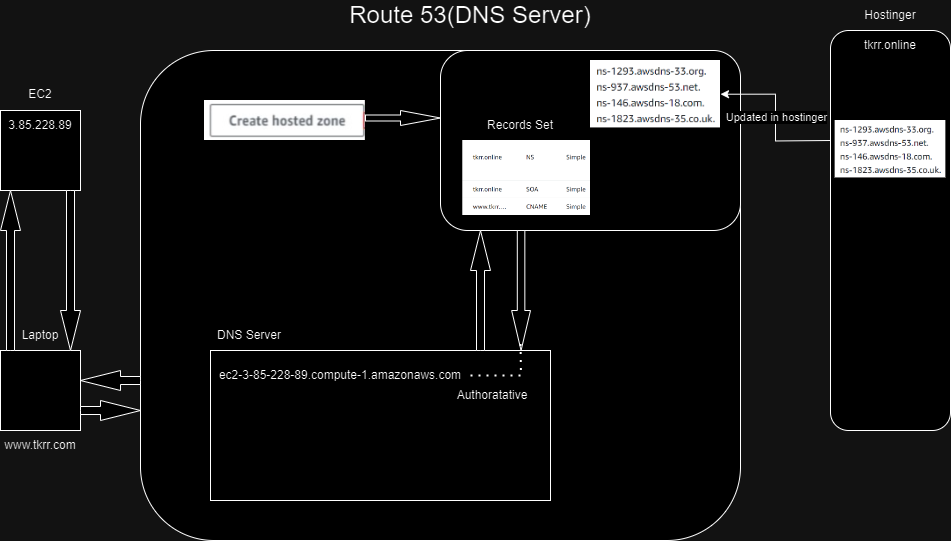 Route 53(DNS Server)
Hostinger
tkrr.online
EC2
3.85.228.89
ns-1293.awsdns-33.org.
ns-937.awsdns-53.net.
ns-146.awsdns-18.com.
ns-1823.awsdns-35.co.uk.
Create hosted zone
Updated in hostinger
Records Set
ns-1293.awsdns-33.org.
ns-937.awsdns-53.net.
ns-146.awsdns-18.com.
ns-1823.awsdns-35.co.uk.
tkrr.online NS Simple
tkrr.online SOA Simple
www.tkrr.... CNAME Simple
Laptop
DNS Server
ec2-3-85-228-89.compute-1.amazonaws.com
Authoratative
www.tkrr.com